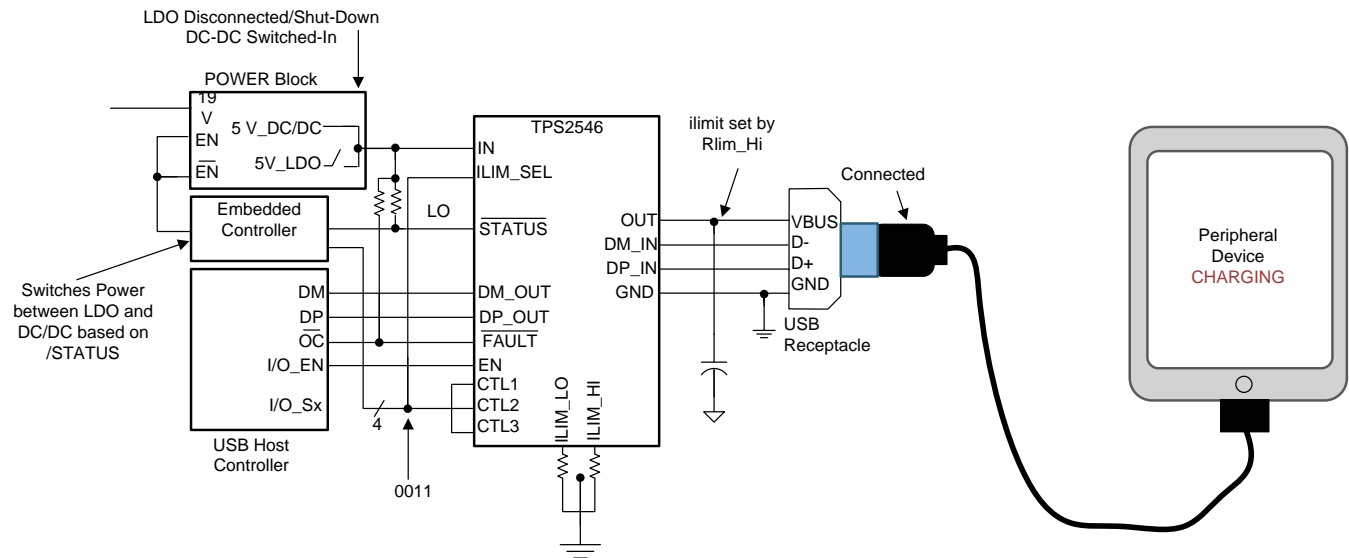 LDO Disconnected/Shut-Down
DC-DC Switched-In
POWER Block
19
V
EN
EN
5 V_DC/DC
5V_LDO
Embedded
Controller
Switches Power
between LDO and
DC/DC based on
/STATUS
DM
DP
OC
I/O_EN
I/O_Sx
USB Host
Controller
4
0011
LO
TPS2546
IN
ILIM_SEL
STATUS
DM_OUT
DP_OUT
FAULT
EN
CTL1
CTL2
CTL3
ILIM_LO
ILIM_HI
OUT
DM_IN
DP_IN
GND
ilimit set by
Rlim_Hi
VBUS
D-
D+
GND
USB
Receptacle
Connected
Peripheral
Device
CHARGING